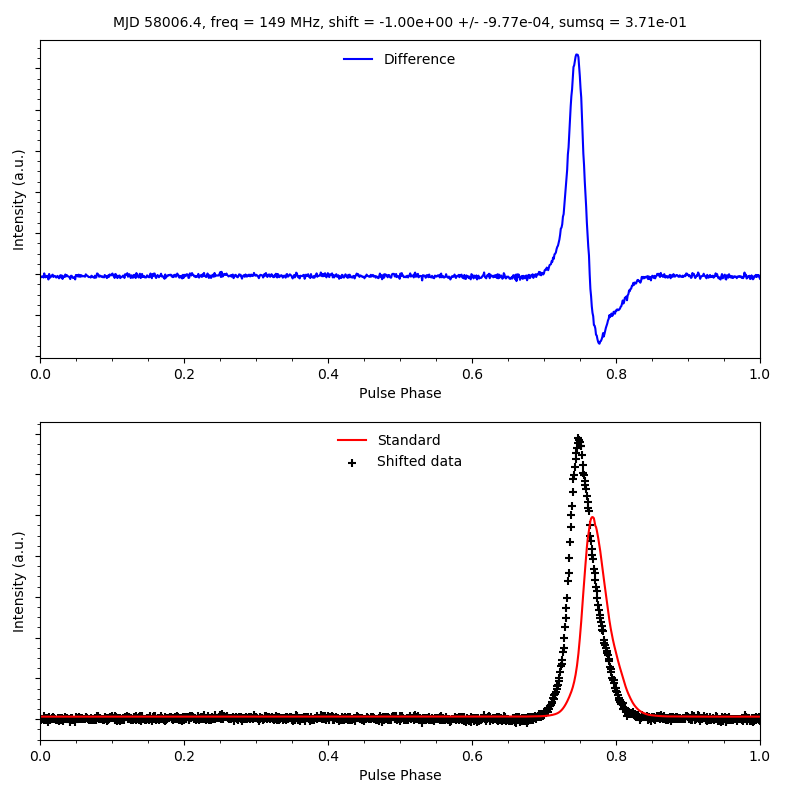 MJD 58006.4, freq = 149 MHz, shift = -1.00e+00 +/- -9.77e-04, sumsq = 3.71e-01
Difference
Intensity (a.u.)
0.0 0.2 0.4 0.6 0.8 1.0
Pulse Phase
Standard
Shifted data
Intensity (a.u.)
0.0 0.2 0.4 0.6 0.8 1.0
Pulse Phase